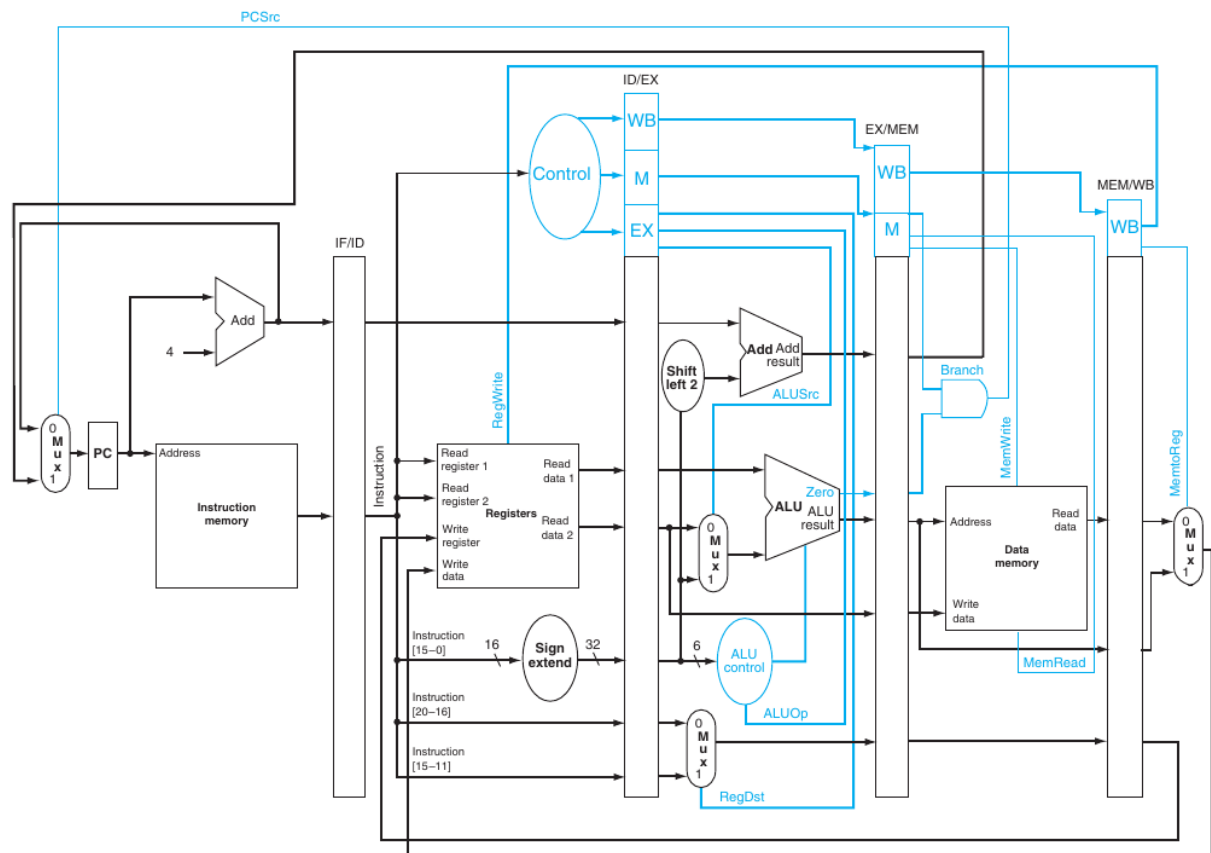 PCSrc
ID/EX
WB
EX/MEM
Control
M
WB
MEM/WB
EX
M
WB
IF/ID
Add
4
Add
Add
result
Shift
left 2
ALUSrc
Branch
RegWrite
MemWrite
MemtoReg
0
M
u
x
1
PC
Address
Instruction
memory
Instruction
Read
register 1
Read
register 2
Write
register
Write
data
Registers
Read
data 1
Read
data 2
0
M
u
x
1
Zero
ALU
ALU
result
Address
Write
data
Data
memory
Read
data
0
M
u
x
1
MemRead
Instruction
[15–0]
16
Sign
extend
32
6
ALU
control
ALUOp
Instruction
[20–16]
Instruction
[15–11]
0
M
u
x
1
RegDst